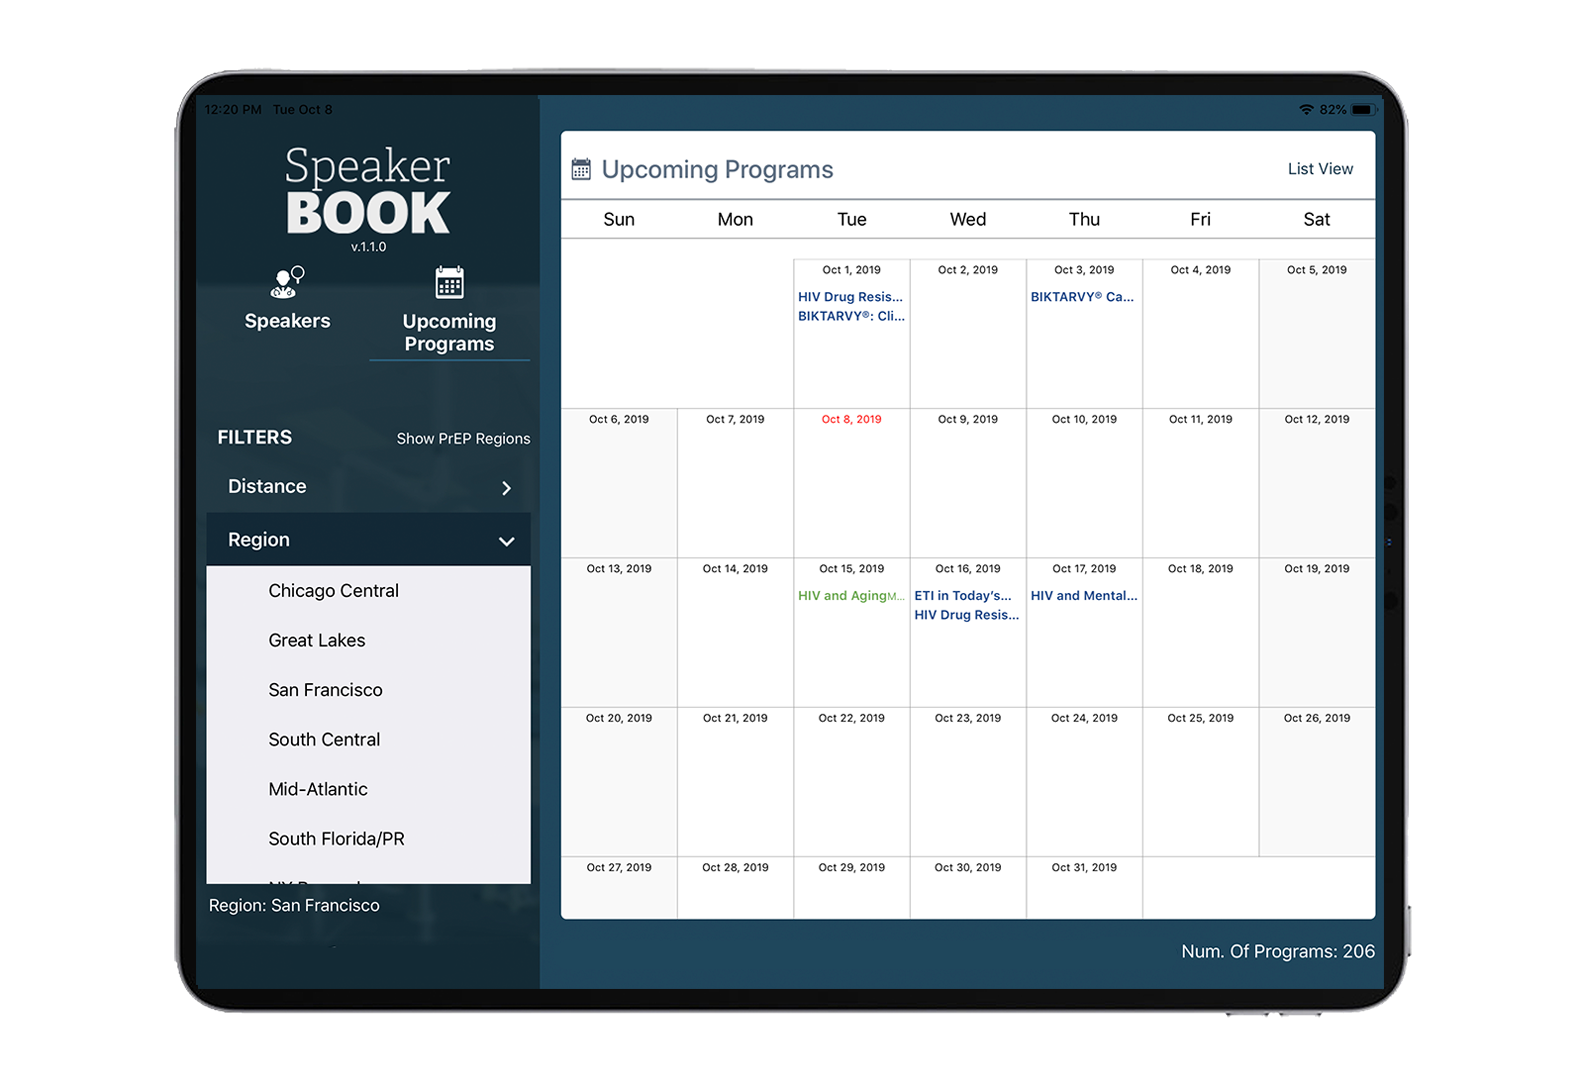 12:20 PM Tue Oct 8
82%
Speaker
BOOK
v.1.1.0
Speakers
Upcoming
Programs
FILTERS
Show PrEP Regions
Distance
Region
Chicago Central
Great Lakes
San Francisco
South Central
Mid-Atlantic
South Florida/PR
Region: San Francisco
Upcoming Programs
List View
Sun Mon Tue Wed Thu Fri Sat
Oct 1, 2019 Oct 2, 2019 Oct 3, 2019 Oct 4, 2019 Oct 5, 2019
HIV Drug Resis... BIKTARVY® Ca...
BIKTARVY®: Cli...
Oct 6, 2019 Oct 7, 2019 Oct 8, 2019 Oct 9, 2019 Oct 10, 2019 Oct 11, 2019 Oct 12, 2019
Oct 13, 2019 Oct 14, 2019 Oct 15, 2019 Oct 16, 2019 Oct 17, 2019 Oct 18, 2019 Oct 19, 2019
HIV and AgingM... ETI in Today's... HIV and Mental...
HIV Drug Resis...
Oct 20, 2019 Oct 21, 2019 Oct 22, 2019 Oct 23, 2019 Oct 24, 2019 Oct 25, 2019 Oct 26, 2019
Oct 27, 2019 Oct 28, 2019 Oct 29, 2019 Oct 30, 2019 Oct 31, 2019
Num. Of Programs: 206